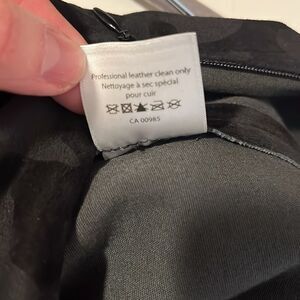 Professional leather clean only
Nettoyage à sec spécial
pour cuir
CA 00985